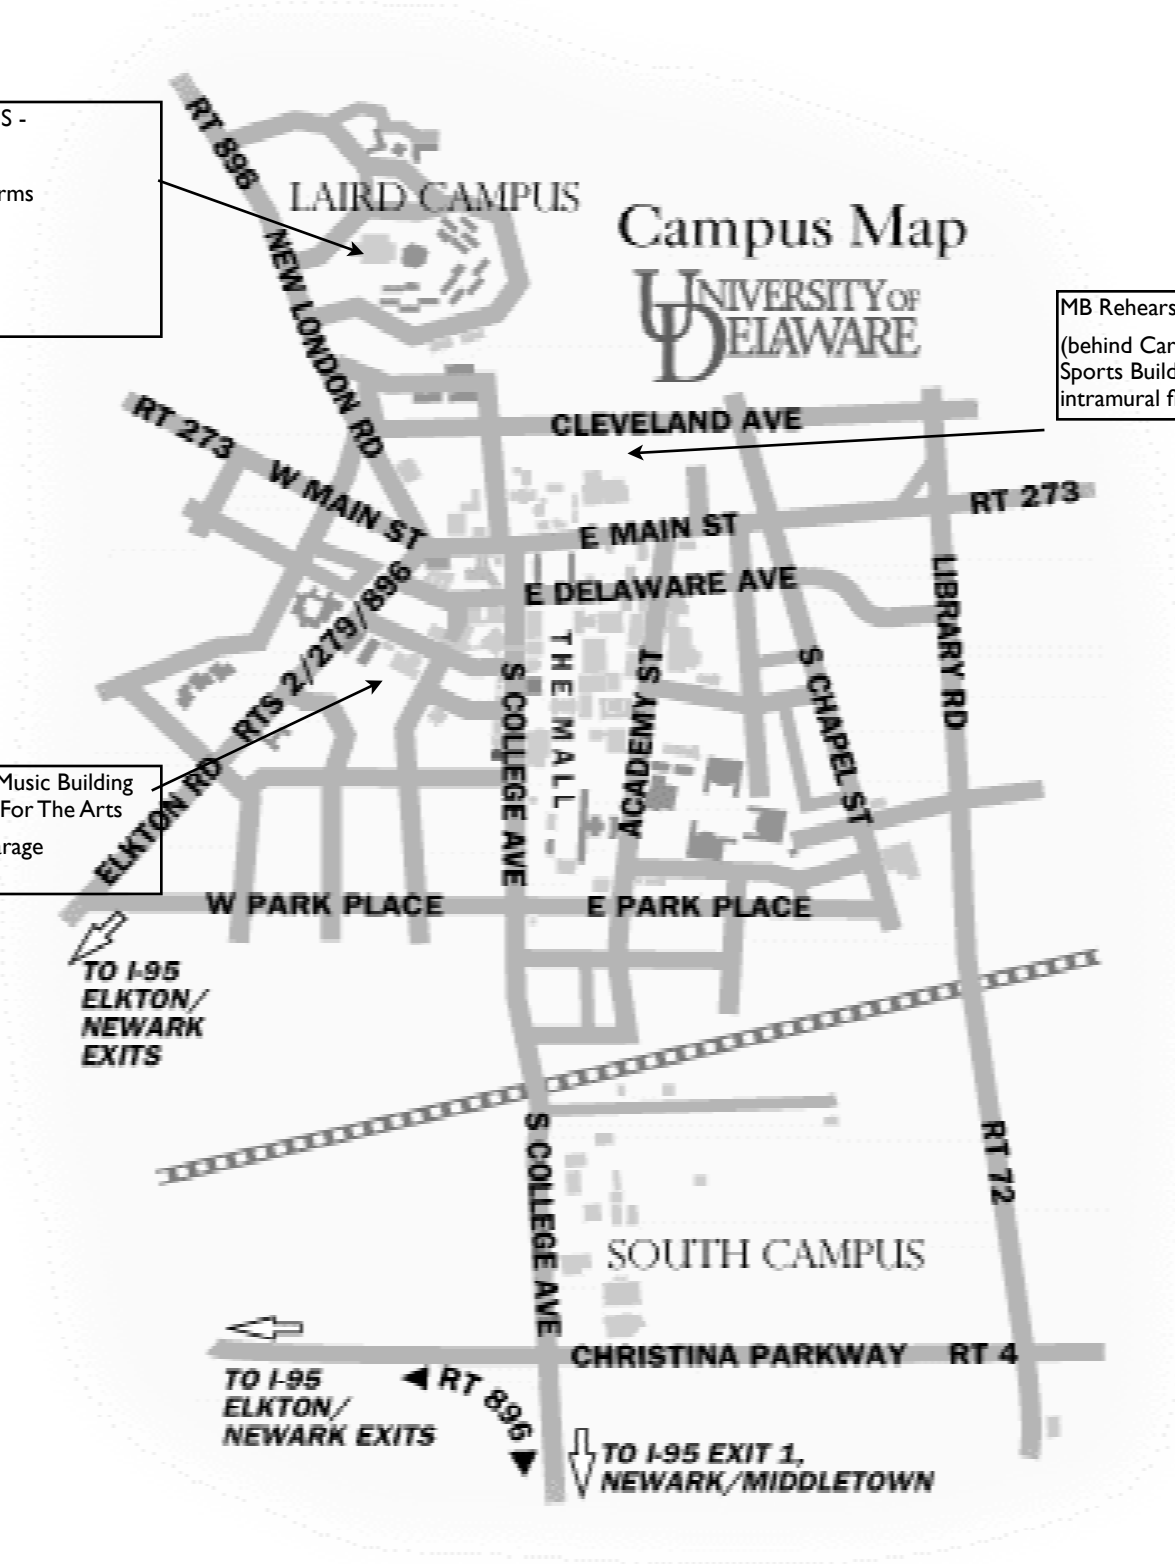 RT 896
S -
rms
LAIRD CAMPUS
Campus Map
UNIVERSITY OF
DELAWARE
NEW LONDON RD
MB Rehears
(behind Car
Sports Build
intramural f
RT 273
W MAIN ST
CLEVELAND AVE
E MAIN ST
RT 273
E DELAWARE AVE
LIBRARY RD
RTS 2/279/896
THE MALL
S COLLEGE AVE
ACADEMY ST
S CHAPEL ST
Music Building
For The Arts
arage
ELKTON RD
W PARK PLACE
E PARK PLACE
TO I-95
ELKTON/
NEWARK
EXITS
S COLLEGE AVE
RT 72
SOUTH CAMPUS
CHRISTINA PARKWAY RT 4
TO I-95
ELKTON/
NEWARK EXITS
RT 896
TO I-95 EXIT 1,
NEWARK/MIDDLETOWN